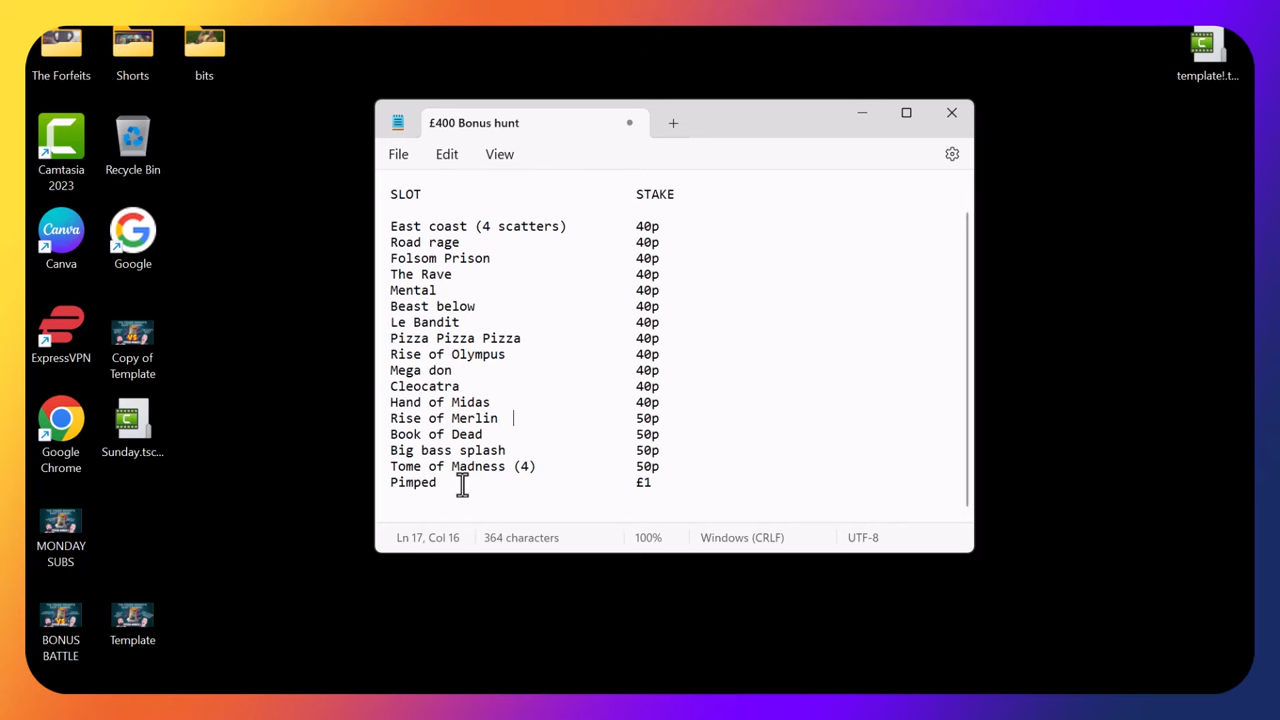 The Forfeits
Shorts
bits
template!.t...
Camtasia
2023
Recycle Bin
Canva
Canva
Google
ExpressVPN
Copy of
Template
Google
Chrome
Sunday.tsc...
MONDAY
SUBS
BONUS
BATTLE
Template
£400 Bonus hunt
File Edit View
SLOT STAKE
East coast (4 scatters) 40p
Road rage 40p
Folsom Prison 40p
The Rave 40p
Mental 40p
Beast below 40p
Le Bandit 40p
Pizza Pizza Pizza 40p
Rise of Olympus 40p
Mega don 40p
Cleocatra 40p
Hand of Midas 40p
Rise of Merlin 50p
Book of Dead 50p
Big bass splash 50p
Tome of Madness (4) 50p
Pimped £1
Ln 17, Col 16 364 characters 100% Windows (CRLF) UTF-8